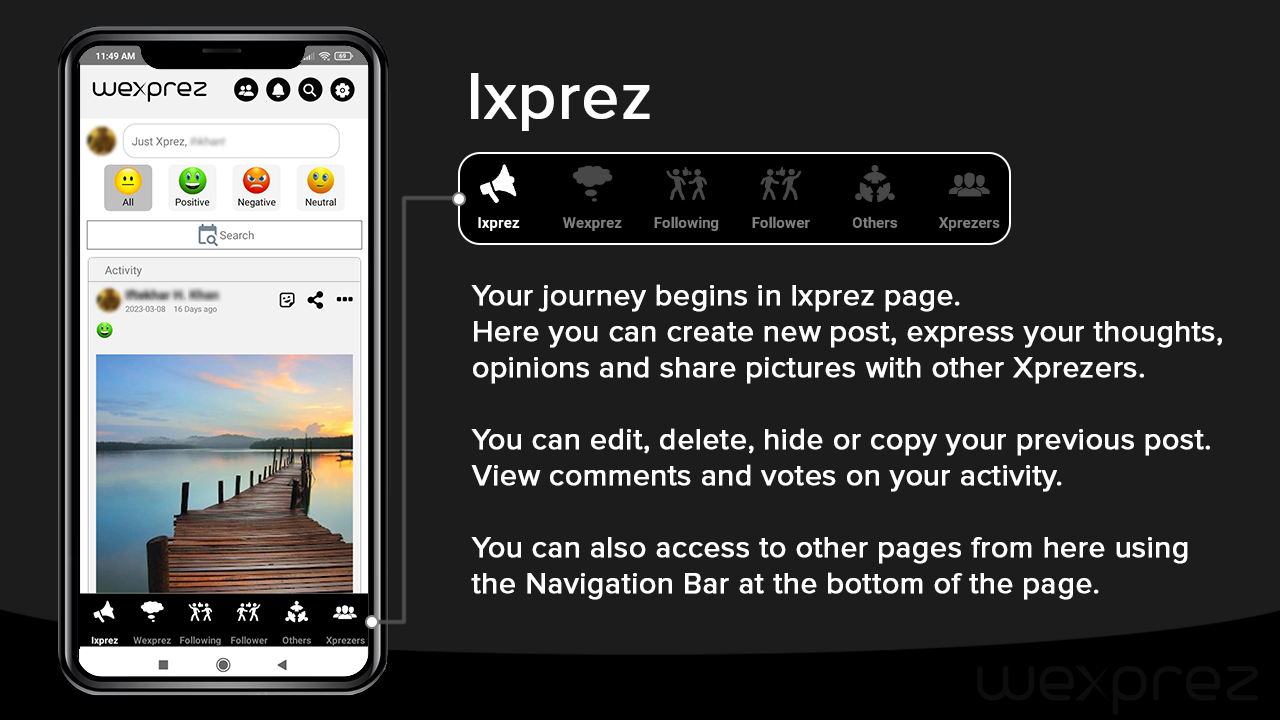 11:49 AM
69
wexprez
Just Xprez,
All Positive Negative Neutral
Search
Activity
2023-03-08 16 Days ago
Ixprez Wexprez Following Follower Others Xprezers
Ixprez
Ixprez Wexprez Following Follower Others Xprezers
Your journey begins in Ixprez page.
Here you can create new post, express your thoughts,
opinions and share pictures with other Xprezers.
You can edit, delete, hide or copy your previous post.
View comments and votes on your activity.
You can also access to other pages from here using
the Navigation Bar at the bottom of the page.
wexprez